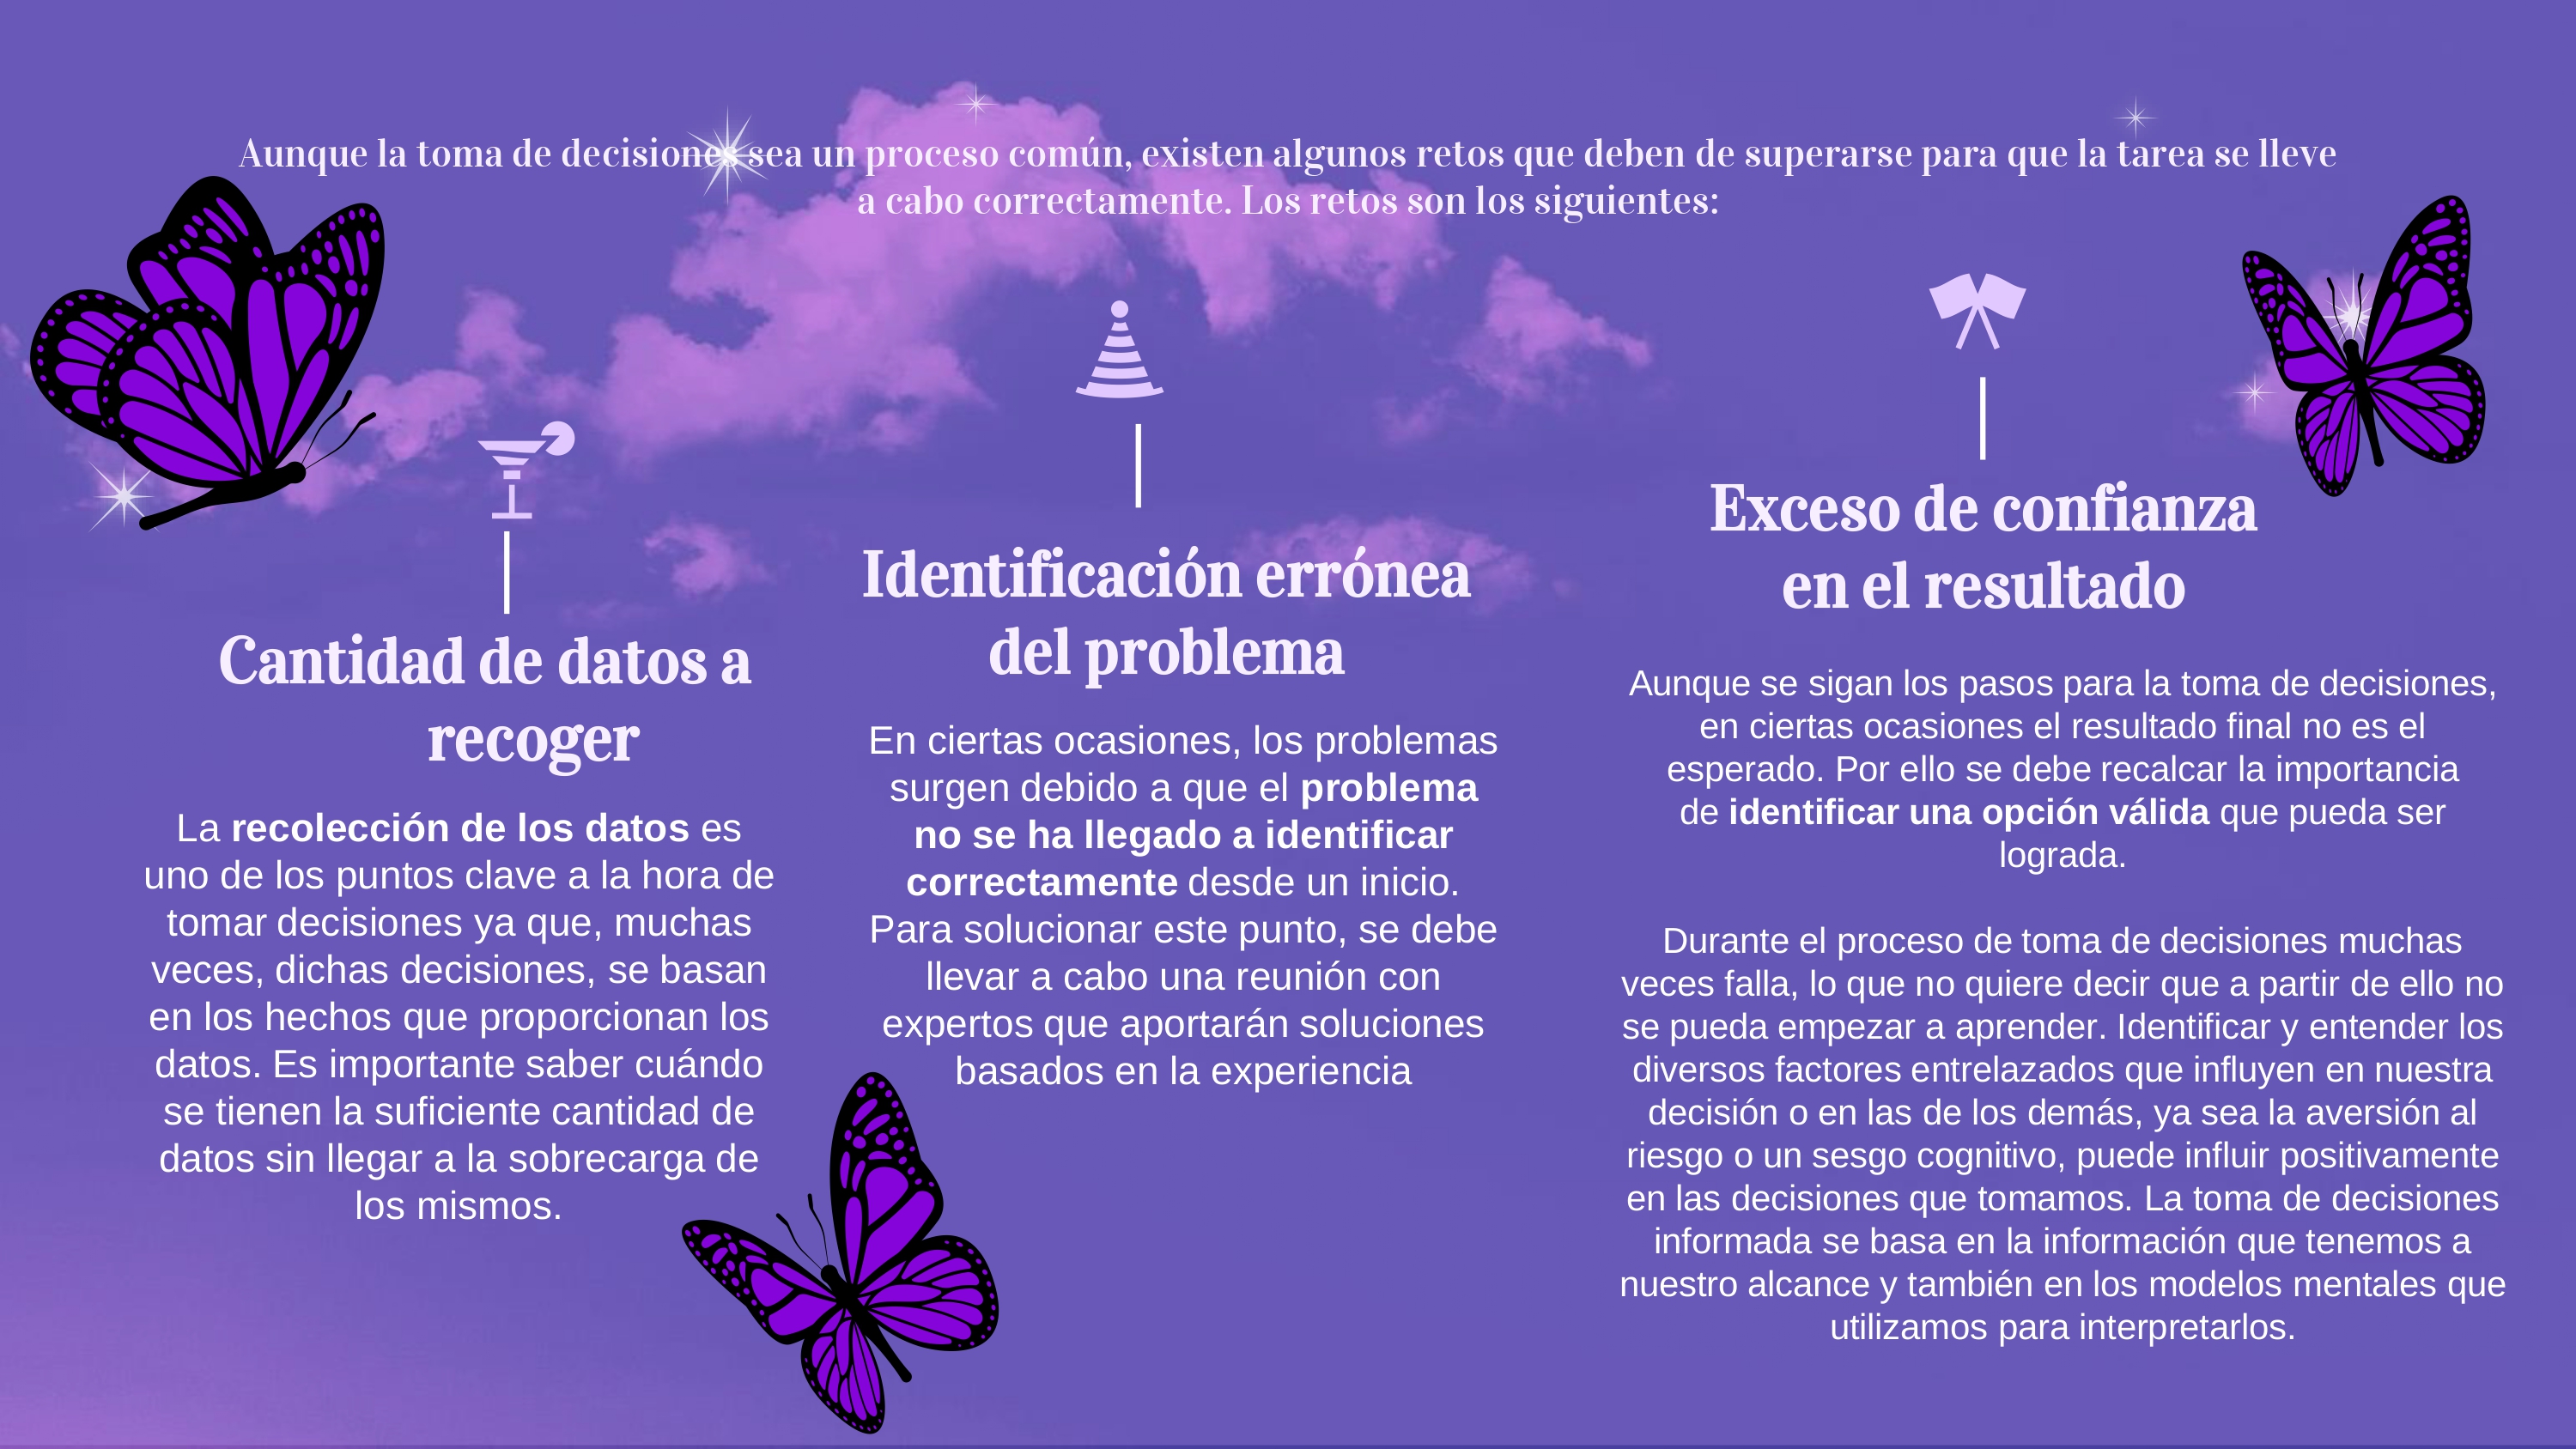 Aunque la toma de decisiones sea un proceso común, existen algunos retos que deben de superarse para que la tarea se lleve
a cabo correctamente. Los retos son los siguientes:
Cantidad de datos a
recoger
La recolección de los datos es
uno de los puntos clave a la hora de
tomar decisiones ya que, muchas
veces, dichas decisiones, se basan
en los hechos que proporcionan los
datos. Es importante saber cuándo
se tienen la suficiente cantidad de
datos sin llegar a la sobrecarga de
los mismos.
Identificación errónea
del problema
En ciertas ocasiones, los problemas
surgen debido a que el problema
no se ha llegado a identificar
correctamente desde un inicio.
Para solucionar este punto, se debe
llevar a cabo una reunión con
expertos que aportarán soluciones
basados en la experiencia
Exceso de confianza
en el resultado
Aunque se sigan los pasos para la toma de decisiones,
en ciertas ocasiones el resultado final no es el
esperado. Por ello se debe recalcar la importancia
de identificar una opción válida que pueda ser
lograda.
Durante el proceso de toma de decisiones muchas
veces falla, lo que no quiere decir que a partir de ello no
se pueda empezar a aprender. Identificar y entender los
diversos factores entrelazados que influyen en nuestra
decisión o en las de los demás, ya sea la aversión al
riesgo o un sesgo cognitivo, puede influir positivamente
en las decisiones que tomamos. La toma de decisiones
informada se basa en la información que tenemos a
nuestro alcance y también en los modelos mentales que
utilizamos para interpretarlos.